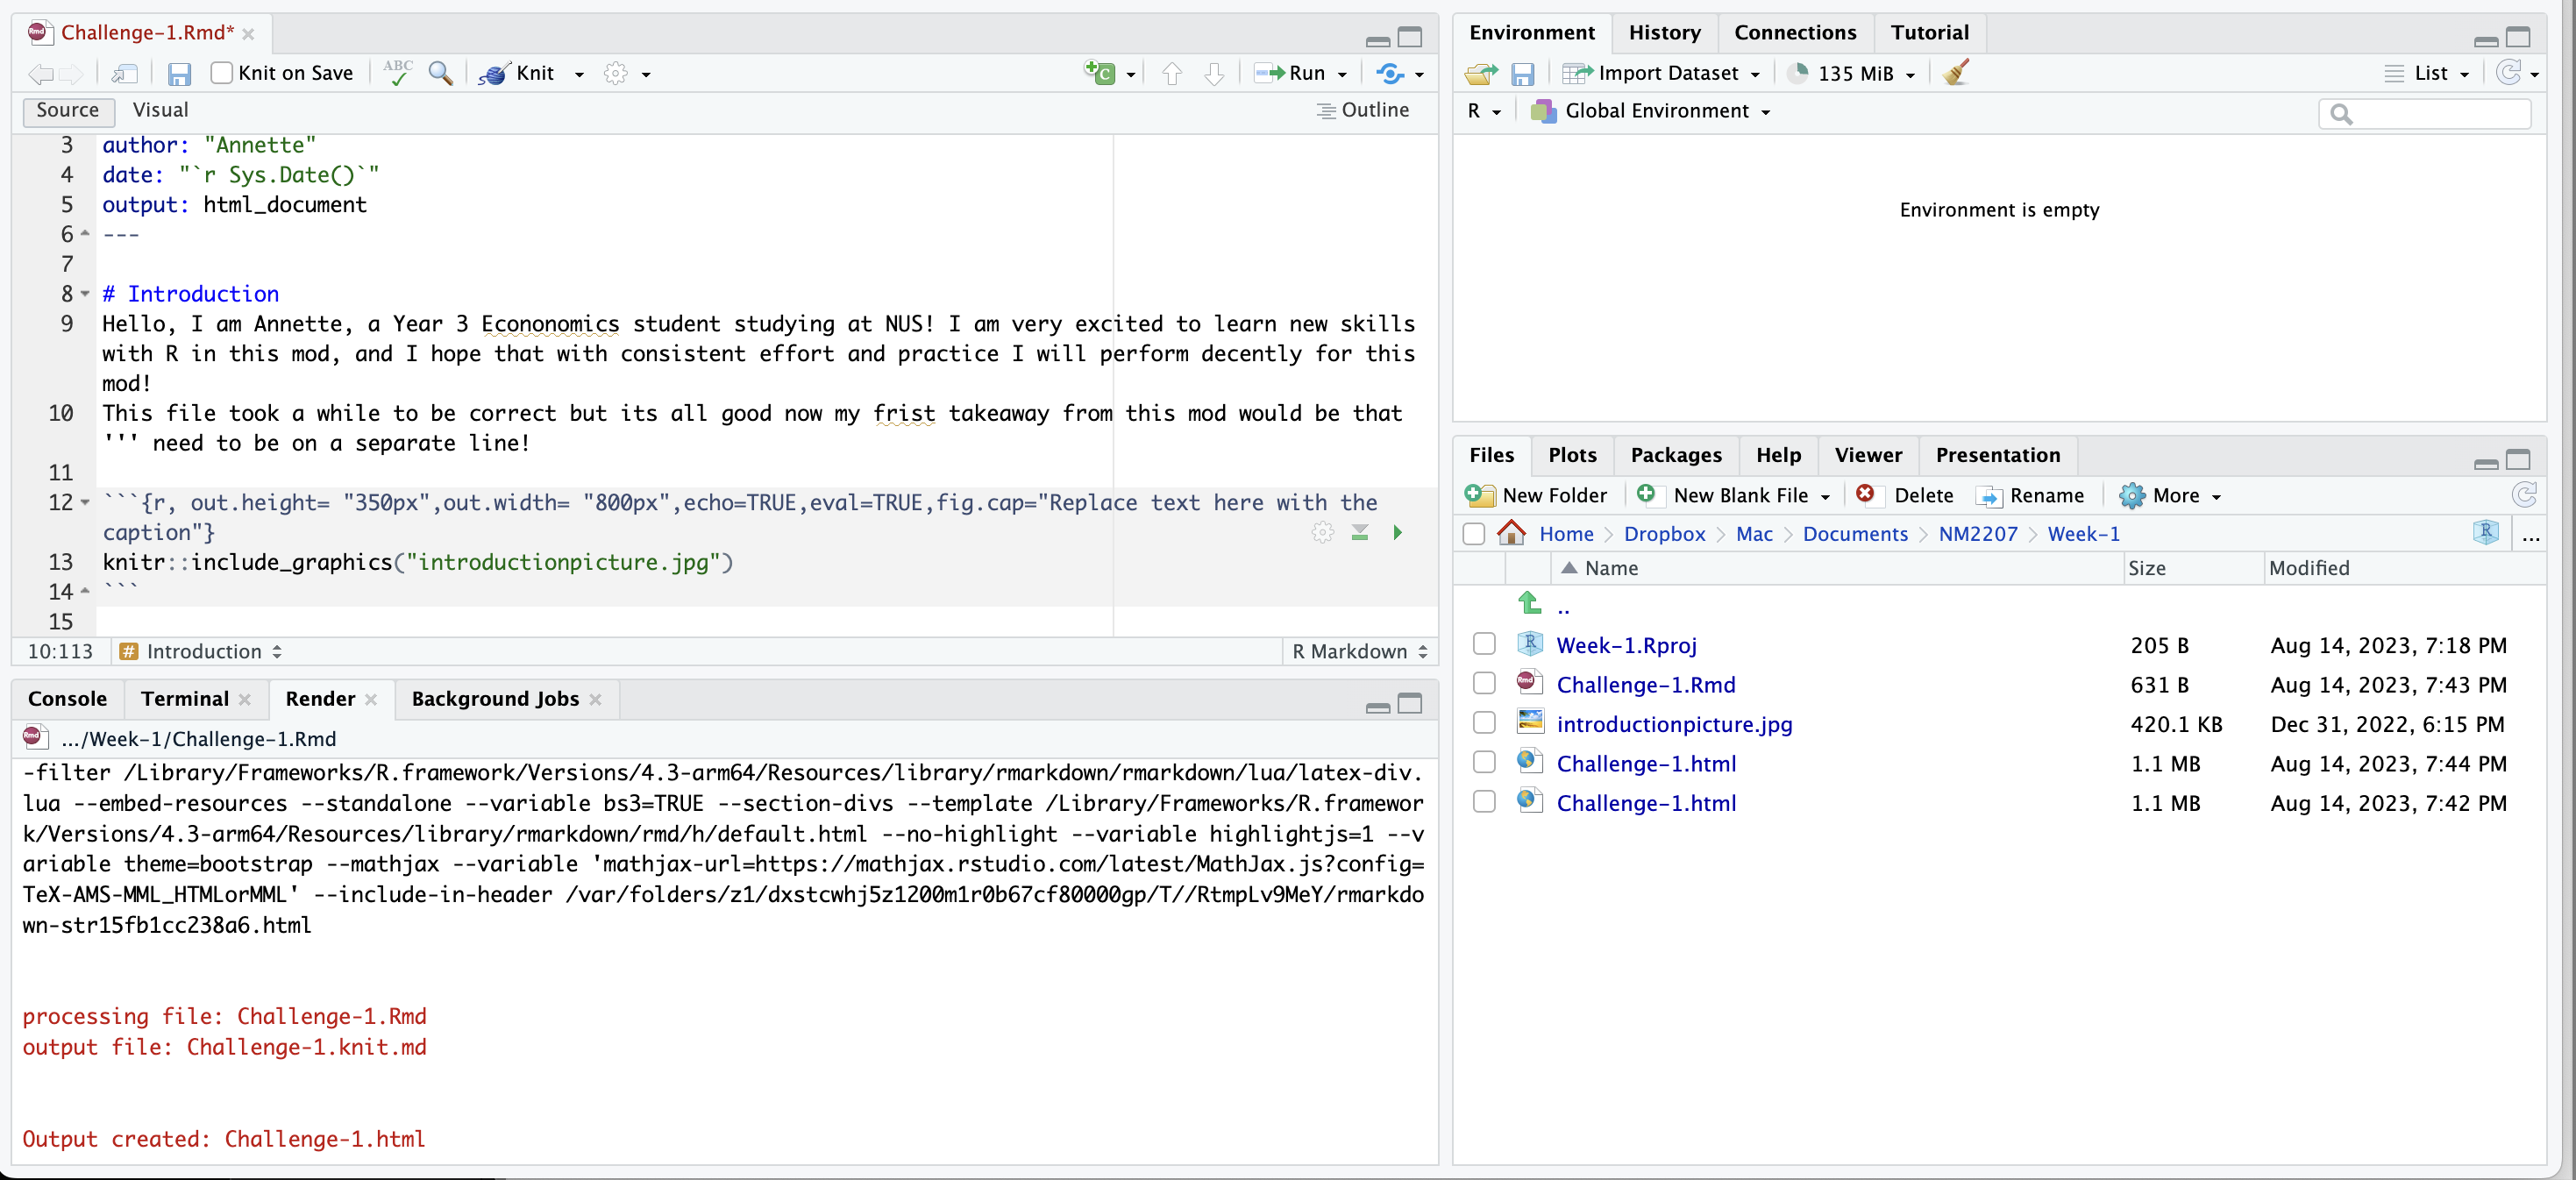 Challenge-1.Rmd*
Knit on Save
ABC
Knit
Run
Source
Visual
Outline
3 author: "Annette"
4 date: "`r Sys.Date()`"
5 output: html_document
6 ---
7
8 # Introduction
9 Hello, I am Annette, a Year 3 Econonomics student studying at NUS! I am very excited to learn new skills
with R in this mod, and I hope that with consistent effort and practice I will perform decently for this
mod!
10 This file took a while to be correct but its all good now my frist takeaway from this mod would be that
''' need to be on a separate line!
11
12 ```{r, out.height= "350px",out.width= "800px",echo=TRUE,eval=TRUE,fig.cap="Replace text here with the
caption"}
13 knitr::include_graphics("introductionpicture.jpg")
14 ```
15
10:113
# Introduction
R Markdown
Console
Terminal
Render
Background Jobs
Rmd
.../Week-1/Challenge-1.Rmd
-filter /Library/Frameworks/R.framework/Versions/4.3-arm64/Resources/library/rmarkdown/rmarkdown/lua/latex-div.
lua --embed-resources --standalone --variable bs3=TRUE --section-divs --template /Library/Frameworks/R.framewor
k/Versions/4.3-arm64/Resources/library/rmarkdown/rmd/h/default.html --no-highlight --variable highlightjs=1 --v
ariable theme=bootstrap --mathjax --variable 'mathjax-url=https://mathjax.rstudio.com/latest/MathJax.js?config=
TeX-AMS-MML_HTMLorMML' --include-in-header /var/folders/z1/dxstcwhj5z1200m1r0b67cf80000gp/T//RtmpLv9MeY/rmarkdo
wn-str15fb1cc238a6.html
processing file: Challenge-1.Rmd
output file: Challenge-1.knit.md
Output created: Challenge-1.html
Environment
History
Connections
Tutorial
Import Dataset
135 MiB
List
R
Global Environment
Environment is empty
Files
Plots
Packages
Help
Viewer
Presentation
New Folder
New Blank File
Delete
Rename
More
Home
Dropbox
Mac
Documents
NM2207
Week-1
...
Name
Size
Modified
..
Week-1.Rproj 205 B Aug 14, 2023, 7:18 PM
Challenge-1.Rmd 631 B Aug 14, 2023, 7:43 PM
introductionpicture.jpg 420.1 KB Dec 31, 2022, 6:15 PM
Challenge-1.html 1.1 MB Aug 14, 2023, 7:44 PM
Challenge-1.html 1.1 MB Aug 14, 2023, 7:42 PM